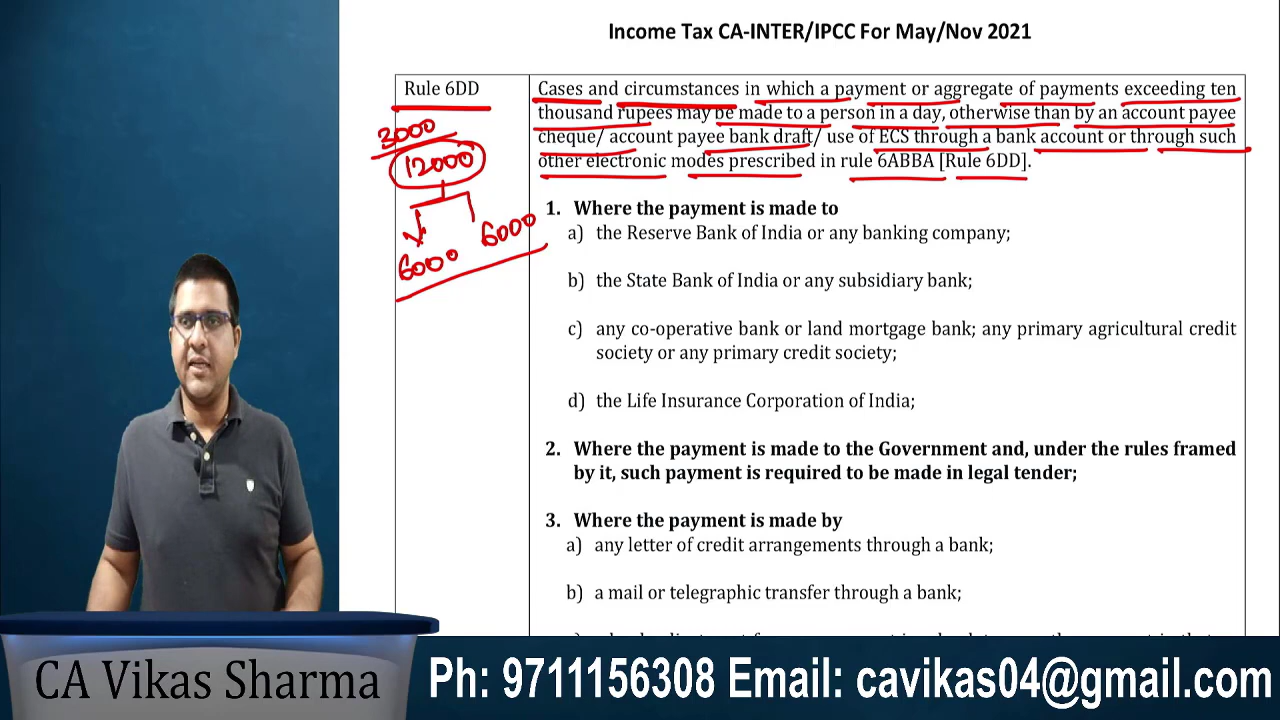 Income Tax CA-INTER/IPCC For May/Nov 2021
Rule 6DD
3000
12000
6000
6000
Cases and circumstances in which a payment or aggregate of payments exceeding ten
thousand rupees may be made to a person in a day, otherwise than by an account payee
cheque/ account payee bank draft/ use of ECS through a bank account or through such
other electronic modes prescribed in rule 6ABBA [Rule 6DD].
1. Where the payment is made to
a) the Reserve Bank of India or any banking company;
b) the State Bank of India or any subsidiary bank;
c) any co-operative bank or land mortgage bank; any primary agricultural credit
society or any primary credit society;
d) the Life Insurance Corporation of India;
2. Where the payment is made to the Government and, under the rules framed
by it, such payment is required to be made in legal tender;
3. Where the payment is made by
a) any letter of credit arrangements through a bank;
b) a mail or telegraphic transfer through a bank;
CA Vikas Sharma
Ph: 9711156308 Email: cavikas04@gmail.com